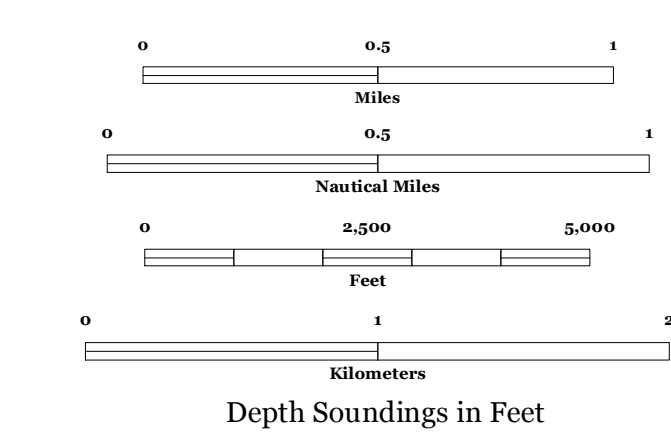 0 0.5 1
Miles
0 0.5 1
Nautical Miles
0 2,500 5,000
Feet
0 1 2
Kilometers
Depth Soundings in Feet